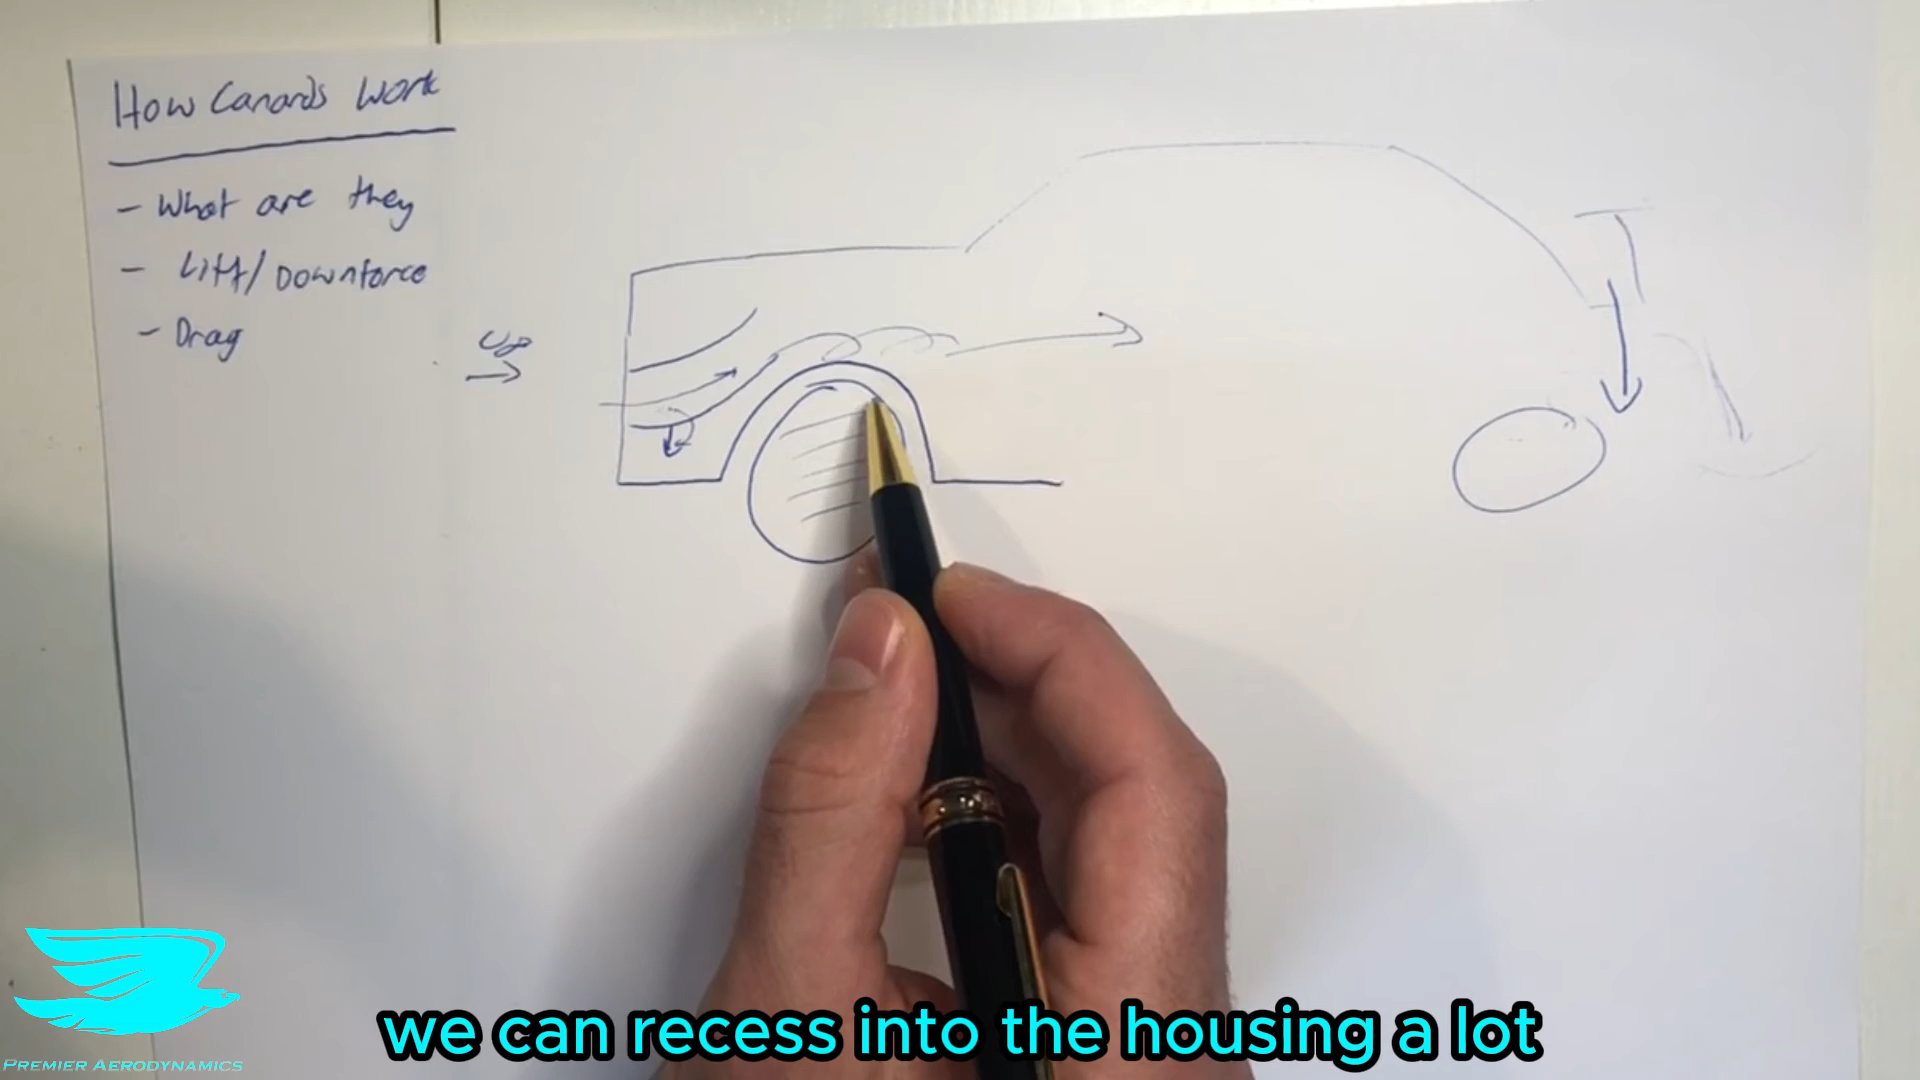 How Canards Work
- What are they
- Lift/Downforce
- Drag
U∞
we can recess into the housing a lot
PREMIER AERODYNAMICS